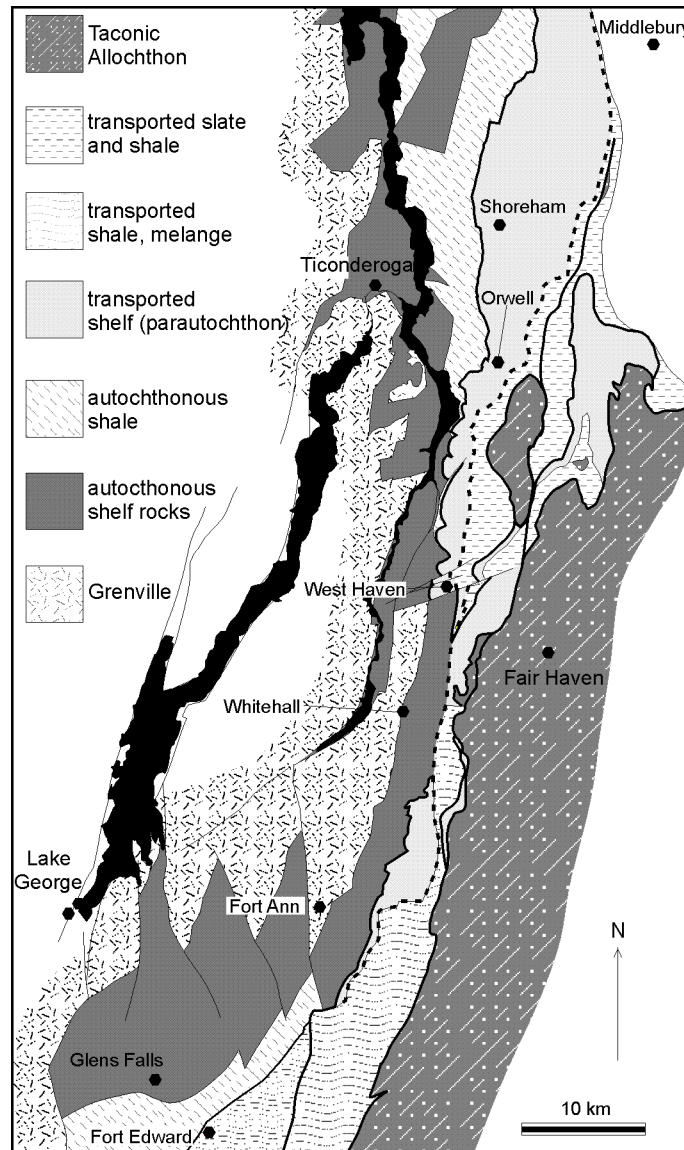 Taconic
Allochthon
transported slate
and shale
transported
shale, melange
transported
shelf (parautochthon)
autochthonous
shale
autocthonous
shelf rocks
Grenville
Middlebury
Shoreham
Ticonderoga
Orwell
West Haven
Fair Haven
Whitehall
Lake
George
Fort Ann
N
Glens Falls
Fort Edward
10 km